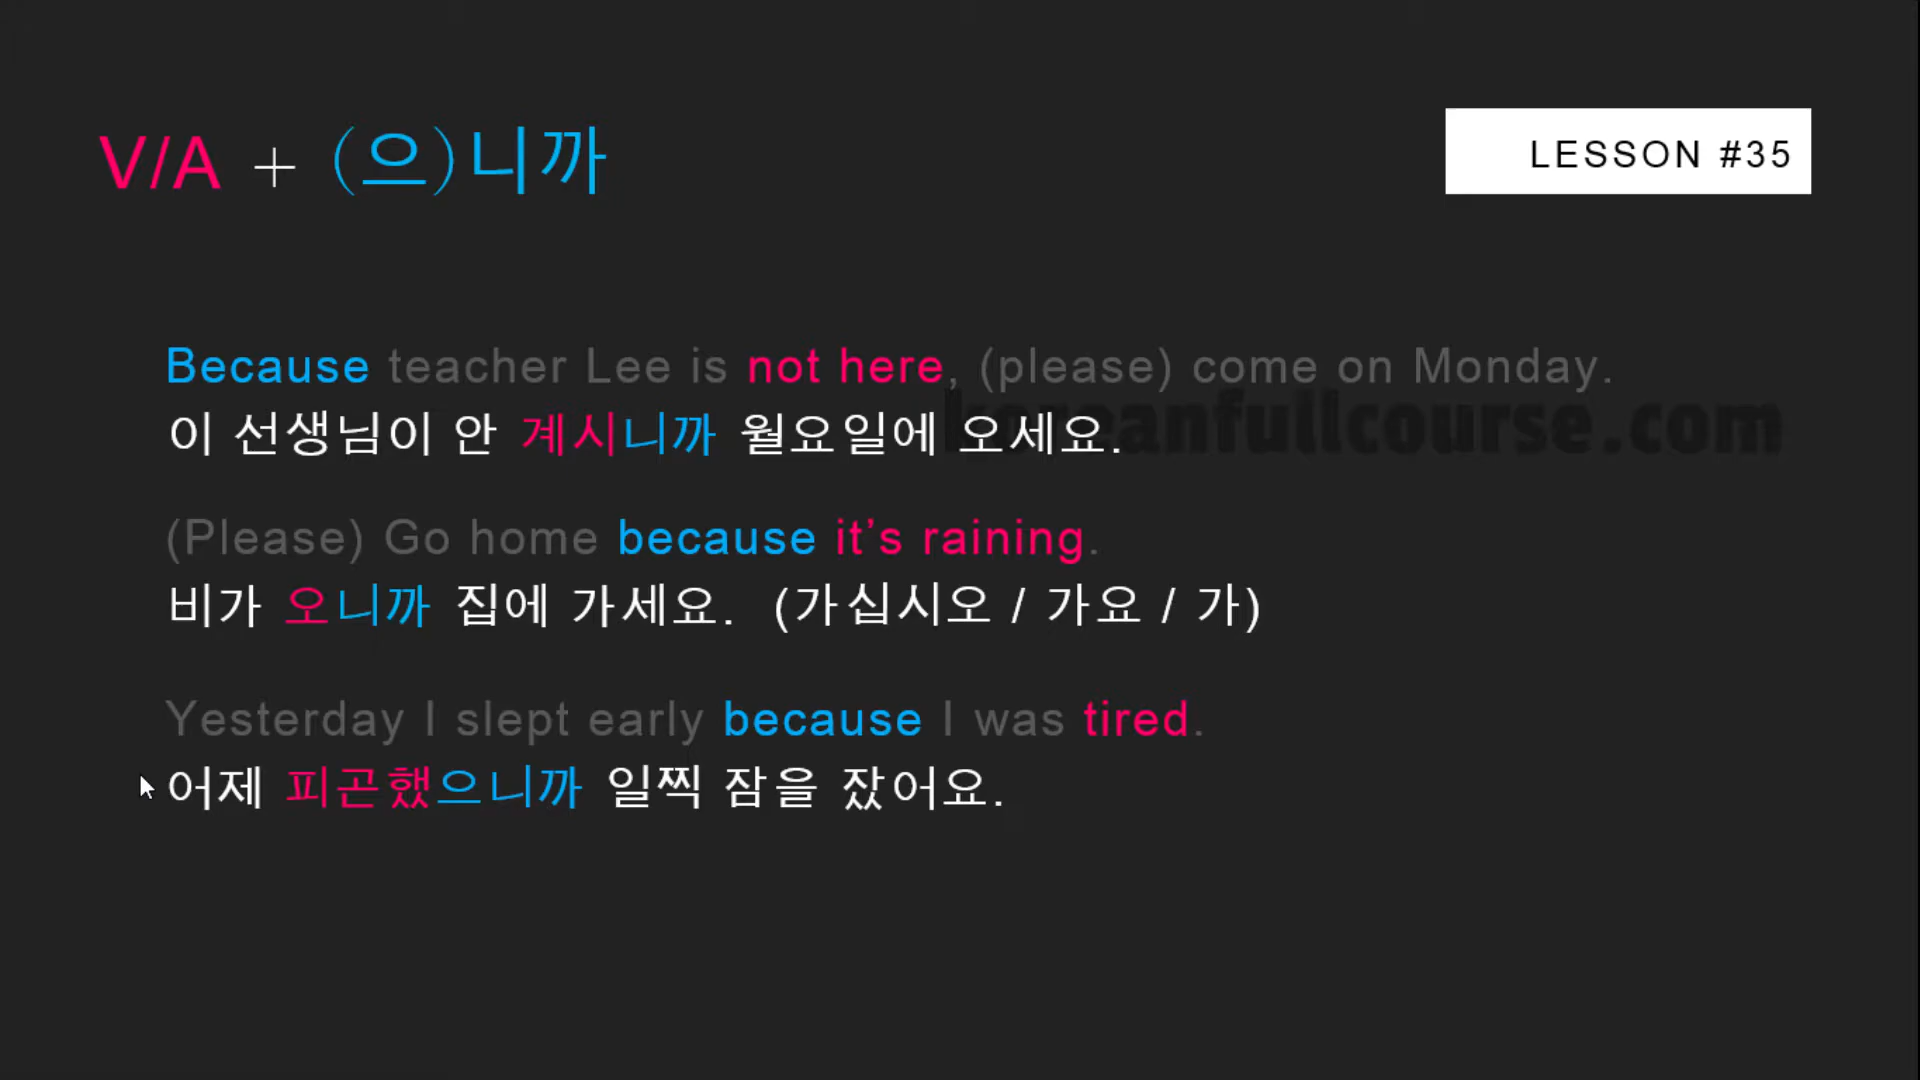 V/A + (으)니까
LESSON #35
Because teacher Lee is not here, (please) come on Monday.
이 선생님이 안 계시니까 월요일에 오세요.
koreanfullcourse.com
(Please) Go home because it’s raining.
비가 오니까 집에 가세요. (가십시오 / 가요 / 가)
Yesterday I slept early because I was tired.
어제 피곤했으니까 일찍 잠을 잤어요.